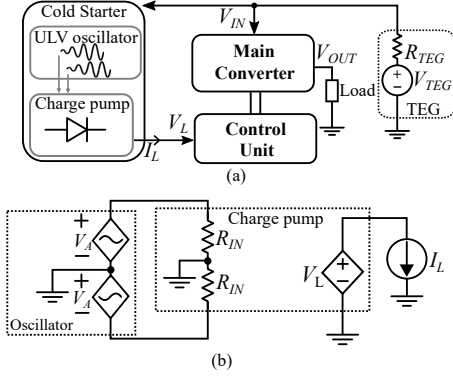 Cold Starter
ULV oscillator
Charge pump
V_IN
Main
Converter
V_OUT
Load
R_TEG
+
−
V_TEG
TEG
I_L
V_L
Control
Unit
(a)
+
V_A
−
+
V_A
−
Oscillator
Charge pump
R_IN
R_IN
V_L
+
−
I_L
(b)